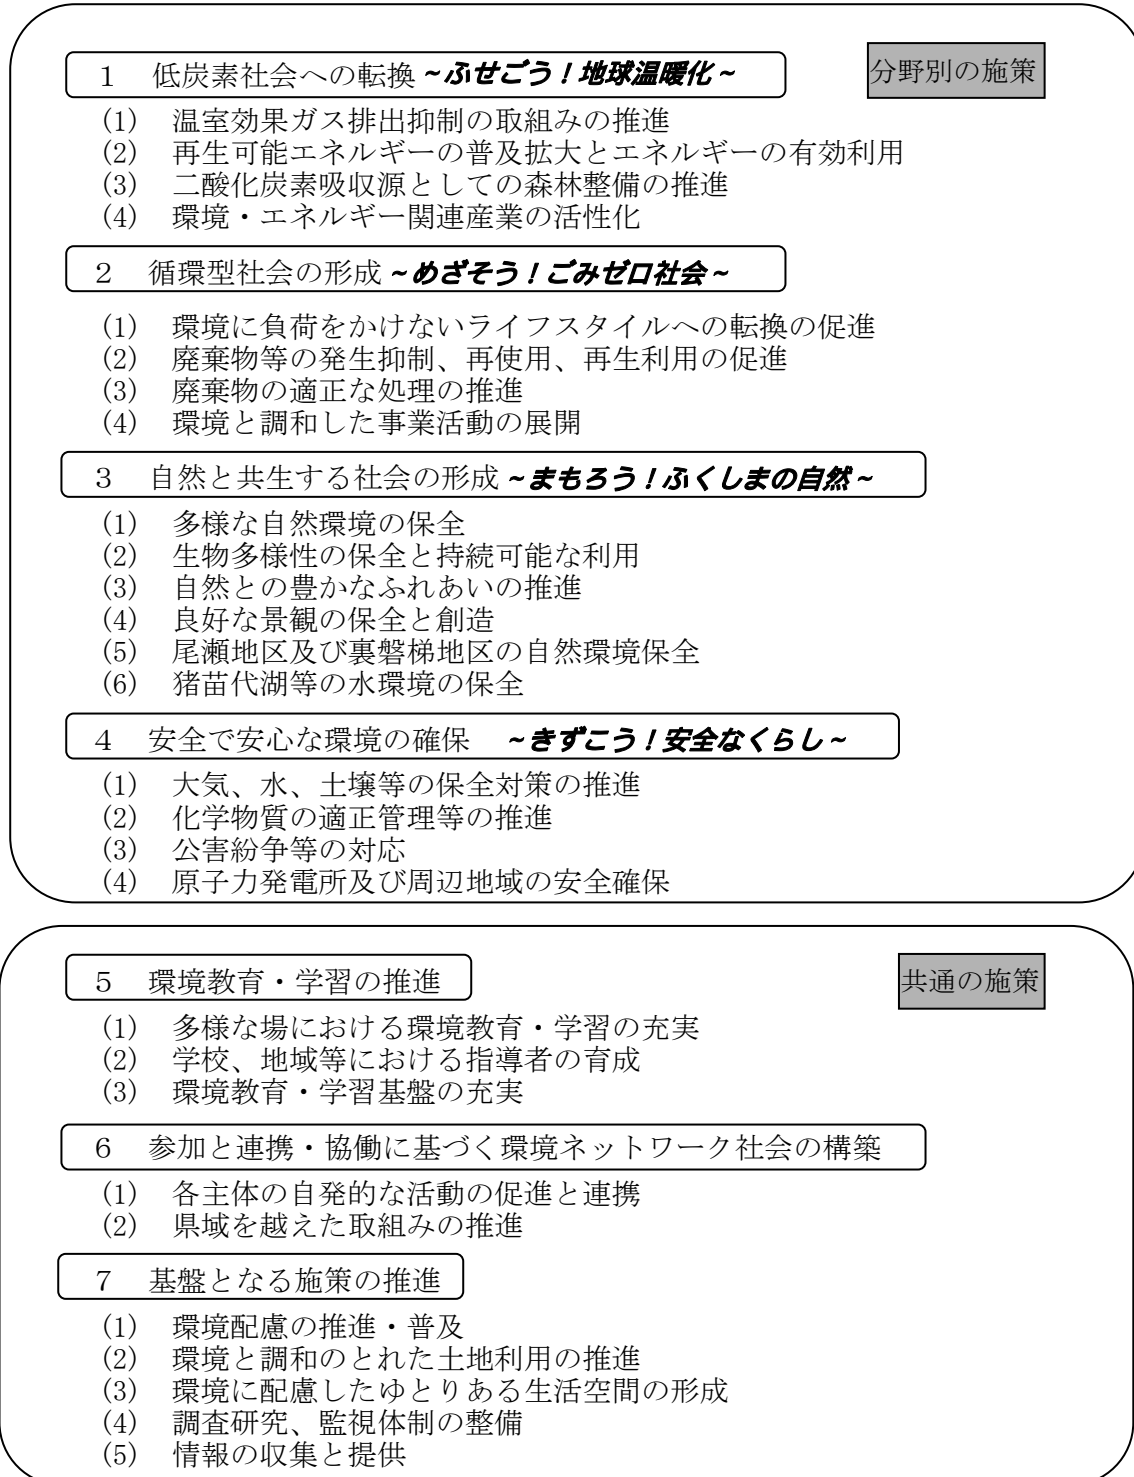 1 低炭素社会への転換 ~ふせごう！地球温暖化~
分野別の施策
(1) 温室効果ガス排出抑制の取組みの推進
(2) 再生可能エネルギーの普及拡大とエネルギーの有効利用
(3) 二酸化炭素吸収源としての森林整備の推進
(4) 環境・エネルギー関連産業の活性化
2 循環型社会の形成 ~めざそう！ごみゼロ社会~
(1) 環境に負荷をかけないライフスタイルへの転換の促進
(2) 廃棄物等の発生抑制、再使用、再生利用の促進
(3) 廃棄物の適正な処理の推進
(4) 環境と調和した事業活動の展開
3 自然と共生する社会の形成 ~まもろう！ふくしまの自然~
(1) 多様な自然環境の保全
(2) 生物多様性の保全と持続可能な利用
(3) 自然との豊かなふれあいの推進
(4) 良好な景観の保全と創造
(5) 尾瀬地区及び裏磐梯地区の自然環境保全
(6) 猪苗代湖等の水環境の保全
4 安全で安心な環境の確保 ~きずこう！安全なくらし~
(1) 大気、水、土壌等の保全対策の推進
(2) 化学物質の適正管理等の推進
(3) 公害紛争等の対応
(4) 原子力発電所及び周辺地域の安全確保
5 環境教育・学習の推進
共通の施策
(1) 多様な場における環境教育・学習の充実
(2) 学校、地域等における指導者の育成
(3) 環境教育・学習基盤の充実
6 参加と連携・協働に基づく環境ネットワーク社会の構築
(1) 各主体の自発的な活動の促進と連携
(2) 県域を越えた取組みの推進
7 基盤となる施策の推進
(1) 環境配慮の推進・普及
(2) 環境と調和のとれた土地利用の推進
(3) 環境に配慮したゆとりある生活空間の形成
(4) 調査研究、監視体制の整備
(5) 情報の収集と提供